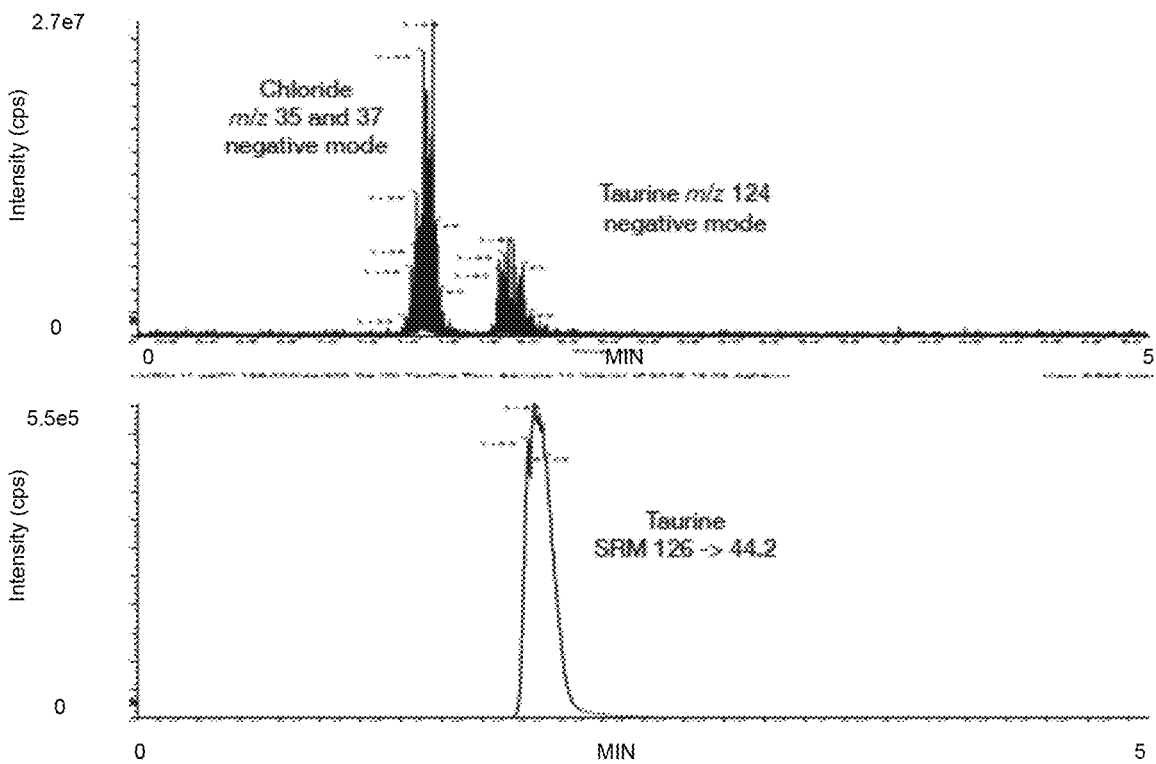 2.7e7
Intensity (cps)
Chloride
m/z 35 and 37
negative mode
Taurine m/z 124
negative mode
0
0
MIN
5
5.5e5
Intensity (cps)
Taurine
SRM 126 -> 44.2
0
0
MIN
5